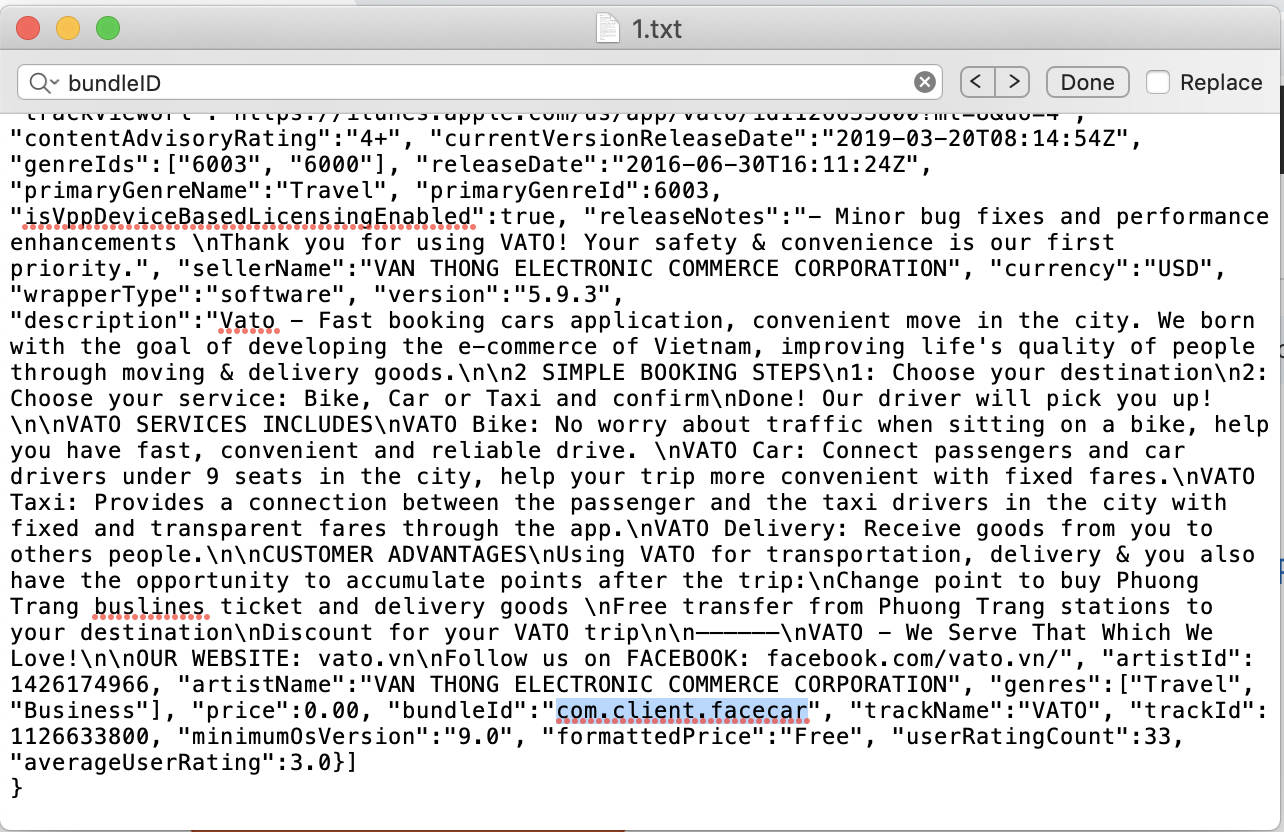 1.txt
bundleID
< > Done Replace
"trackViewUrl":"https://itunes.apple.com/us/app/vato/id1126633800?mt=8&uo=4",
"contentAdvisoryRating":"4+", "currentVersionReleaseDate":"2019-03-20T08:14:54Z",
"genreIds":["6003", "6000"], "releaseDate":"2016-06-30T16:11:24Z",
"primaryGenreName":"Travel", "primaryGenreId":6003,
"isVppDeviceBasedLicensingEnabled":true, "releaseNotes":"- Minor bug fixes and performance
enhancements \nThank you for using VATO! Your safety & convenience is our first
priority.", "sellerName":"VAN THONG ELECTRONIC COMMERCE CORPORATION", "currency":"USD",
"wrapperType":"software", "version":"5.9.3",
"description":"Vato - Fast booking cars application, convenient move in the city. We born
with the goal of developing the e-commerce of Vietnam, improving life's quality of people
through moving & delivery goods.\n\n2 SIMPLE BOOKING STEPS\n1: Choose your destination\n2:
Choose your service: Bike, Car or Taxi and confirm\nDone! Our driver will pick you up!
\n\nVATO SERVICES INCLUDES\nVATO Bike: No worry about traffic when sitting on a bike, help
you have fast, convenient and reliable drive. \nVATO Car: Connect passengers and car
drivers under 9 seats in the city, help your trip more convenient with fixed fares.\nVATO
Taxi: Provides a connection between the passenger and the taxi drivers in the city with
fixed and transparent fares through the app.\nVATO Delivery: Receive goods from you to
others people.\n\nCUSTOMER ADVANTAGES\nUsing VATO for transportation, delivery & you also
have the opportunity to accumulate points after the trip:\nChange point to buy Phuong
Trang buslines ticket and delivery goods \nFree transfer from Phuong Trang stations to
your destination\nDiscount for your VATO trip\n\n——————\nVATO - We Serve That Which We
Love!\n\nOUR WEBSITE: vato.vn\nFollow us on FACEBOOK: facebook.com/vato.vn/", "artistId":
1426174966, "artistName":"VAN THONG ELECTRONIC COMMERCE CORPORATION", "genres":["Travel",
"Business"], "price":0.00, "bundleId":"com.client.facecar", "trackName":"VATO", "trackId":
1126633800, "minimumOsVersion":"9.0", "formattedPrice":"Free", "userRatingCount":33,
"averageUserRating":3.0}]
}